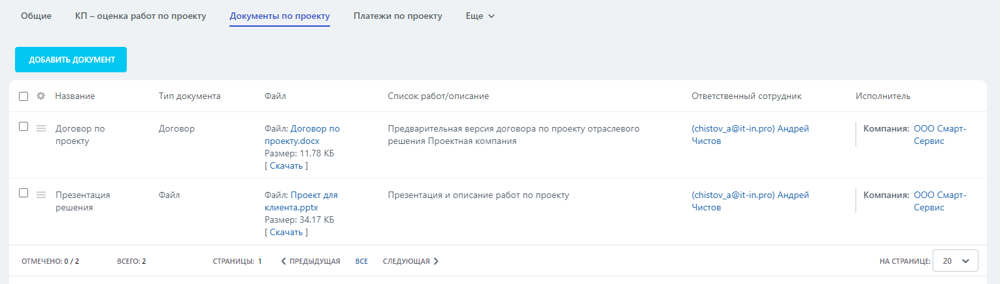 Общие КП – оценка работ по проекту Документы по проекту Платежи по проекту Еще
ДОБАВИТЬ ДОКУМЕНТ
Название Тип документа Файл Список работ/описание Ответственный сотрудник Исполнитель
Договор по Договор Файл: Договор по Предварительная версия договора по проекту отраслевого (chistov_a@it-in.pro) Андрей Компания: ООО Смарт-
проекту проекту.docx решения Проектная компания Чистов Сервис
Размер: 11.78 КБ
[ Скачать ]
Презентация Файл Файл: Проект для Презентация и описание работ по проекту (chistov_a@it-in.pro) Андрей Компания: ООО Смарт-
решения клиента.pptx Чистов Сервис
Размер: 34.17 КБ
[ Скачать ]
ОТМЕЧЕНО: 0 / 2 ВСЕГО: 2 СТРАНИЦЫ: 1 ПРЕДЫДУЩАЯ ВСЕ СЛЕДУЮЩАЯ НА СТРАНИЦЕ: 20